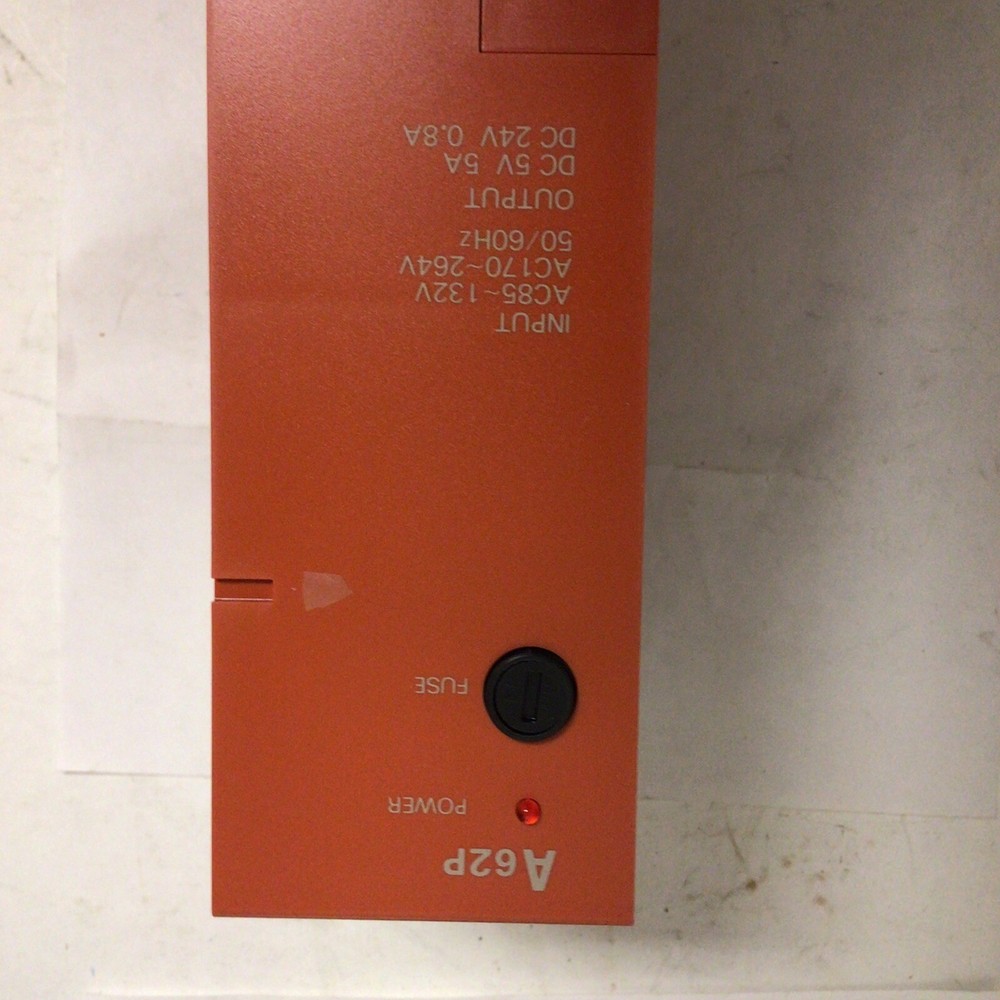 A62P
POWER
FUSE
INPUT
AC85~132V
AC170~264V
50/60Hz
OUTPUT
DC 5V 5A
DC 24V 0.8A